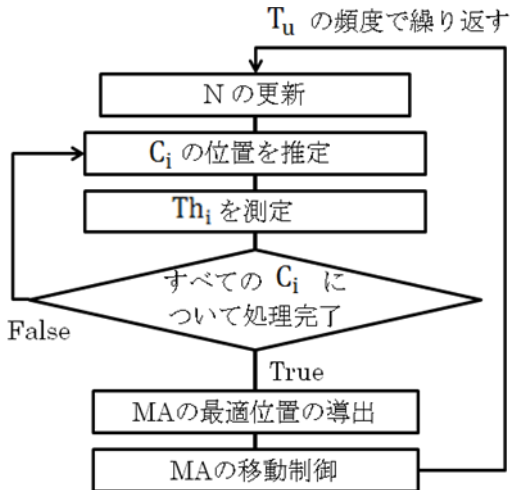 Tu の頻度で繰り返す
N の更新
Ci の位置を推定
Thi を測定
すべての Ci に
ついて処理完了
False
True
MAの最適位置の導出
MAの移動制御